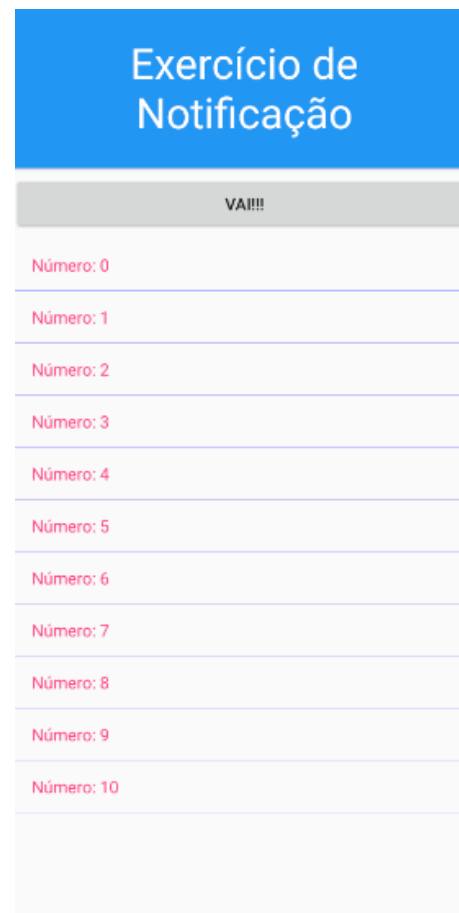 Exercício de
Notificação
VAI!!!
Número: 0
Número: 1
Número: 2
Número: 3
Número: 4
Número: 5
Número: 6
Número: 7
Número: 8
Número: 9
Número: 10